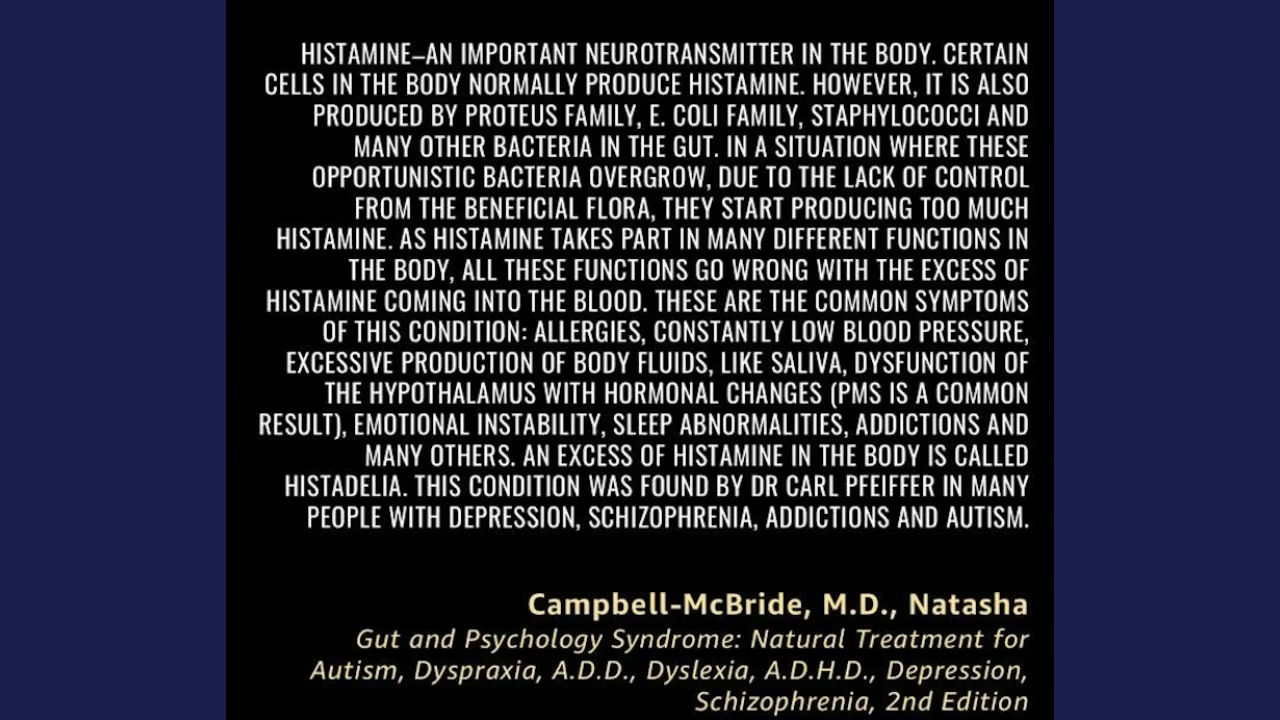 HISTAMINE–AN IMPORTANT NEUROTRANSMITTER IN THE BODY. CERTAIN
CELLS IN THE BODY NORMALLY PRODUCE HISTAMINE. HOWEVER, IT IS ALSO
PRODUCED BY PROTEUS FAMILY, E. COLI FAMILY, STAPHYLOCOCCI AND
MANY OTHER BACTERIA IN THE GUT. IN A SITUATION WHERE THESE
OPPORTUNISTIC BACTERIA OVERGROW, DUE TO THE LACK OF CONTROL
FROM THE BENEFICIAL FLORA, THEY START PRODUCING TOO MUCH
HISTAMINE. AS HISTAMINE TAKES PART IN MANY DIFFERENT FUNCTIONS IN
THE BODY, ALL THESE FUNCTIONS GO WRONG WITH THE EXCESS OF
HISTAMINE COMING INTO THE BLOOD. THESE ARE THE COMMON SYMPTOMS
OF THIS CONDITION: ALLERGIES, CONSTANTLY LOW BLOOD PRESSURE,
EXCESSIVE PRODUCTION OF BODY FLUIDS, LIKE SALIVA, DYSFUNCTION OF
THE HYPOTHALAMUS WITH HORMONAL CHANGES (PMS IS A COMMON
RESULT), EMOTIONAL INSTABILITY, SLEEP ABNORMALITIES, ADDICTIONS AND
MANY OTHERS. AN EXCESS OF HISTAMINE IN THE BODY IS CALLED
HISTADELIA. THIS CONDITION WAS FOUND BY DR CARL PFEIFFER IN MANY
PEOPLE WITH DEPRESSION, SCHIZOPHRENIA, ADDICTIONS AND AUTISM.
Campbell-McBride, M.D., Natasha
Gut and Psychology Syndrome: Natural Treatment for
Autism, Dyspraxia, A.D.D., Dyslexia, A.D.H.D., Depression,
Schizophrenia, 2nd Edition